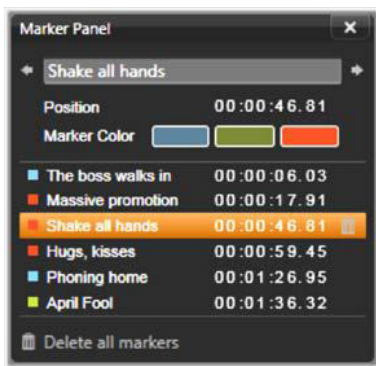 Marker Panel
Shake all hands
Position 00:00:46.81
Marker Color
The boss walks in 00:00:06.03
Massive promotion 00:00:17.91
Shake all hands 00:00:46.81
Hugs, kisses 00:00:59.45
Phoning home 00:01:26.95
April Fool 00:01:36.32
Delete all markers